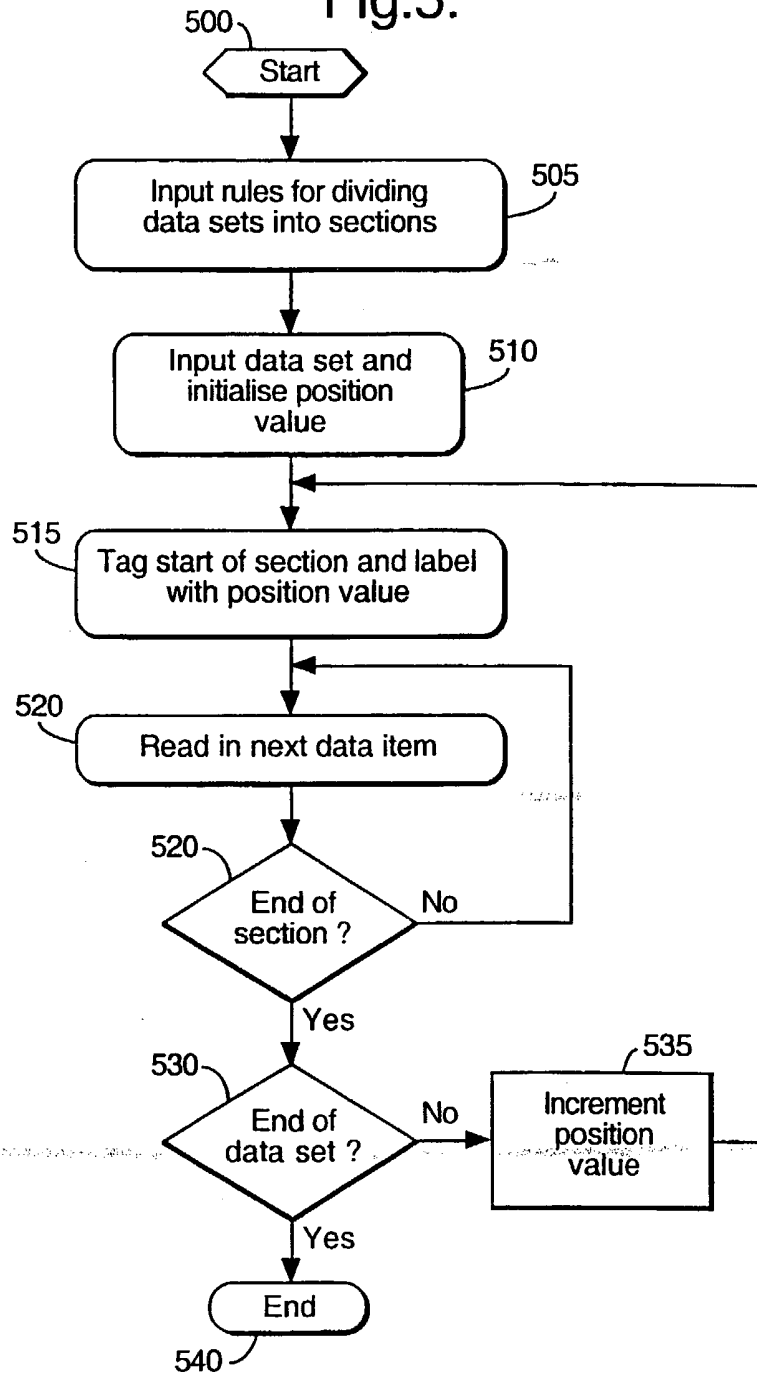 Fig.5.
500
Start
Input rules for dividing
data sets into sections
505
Input data set and
initialise position
value
510
515
Tag start of section and label
with position value
520
Read in next data item
520
End of
section ?
No
Yes
530
End of
data set ?
No
535
Increment
position
value
Yes
End
540